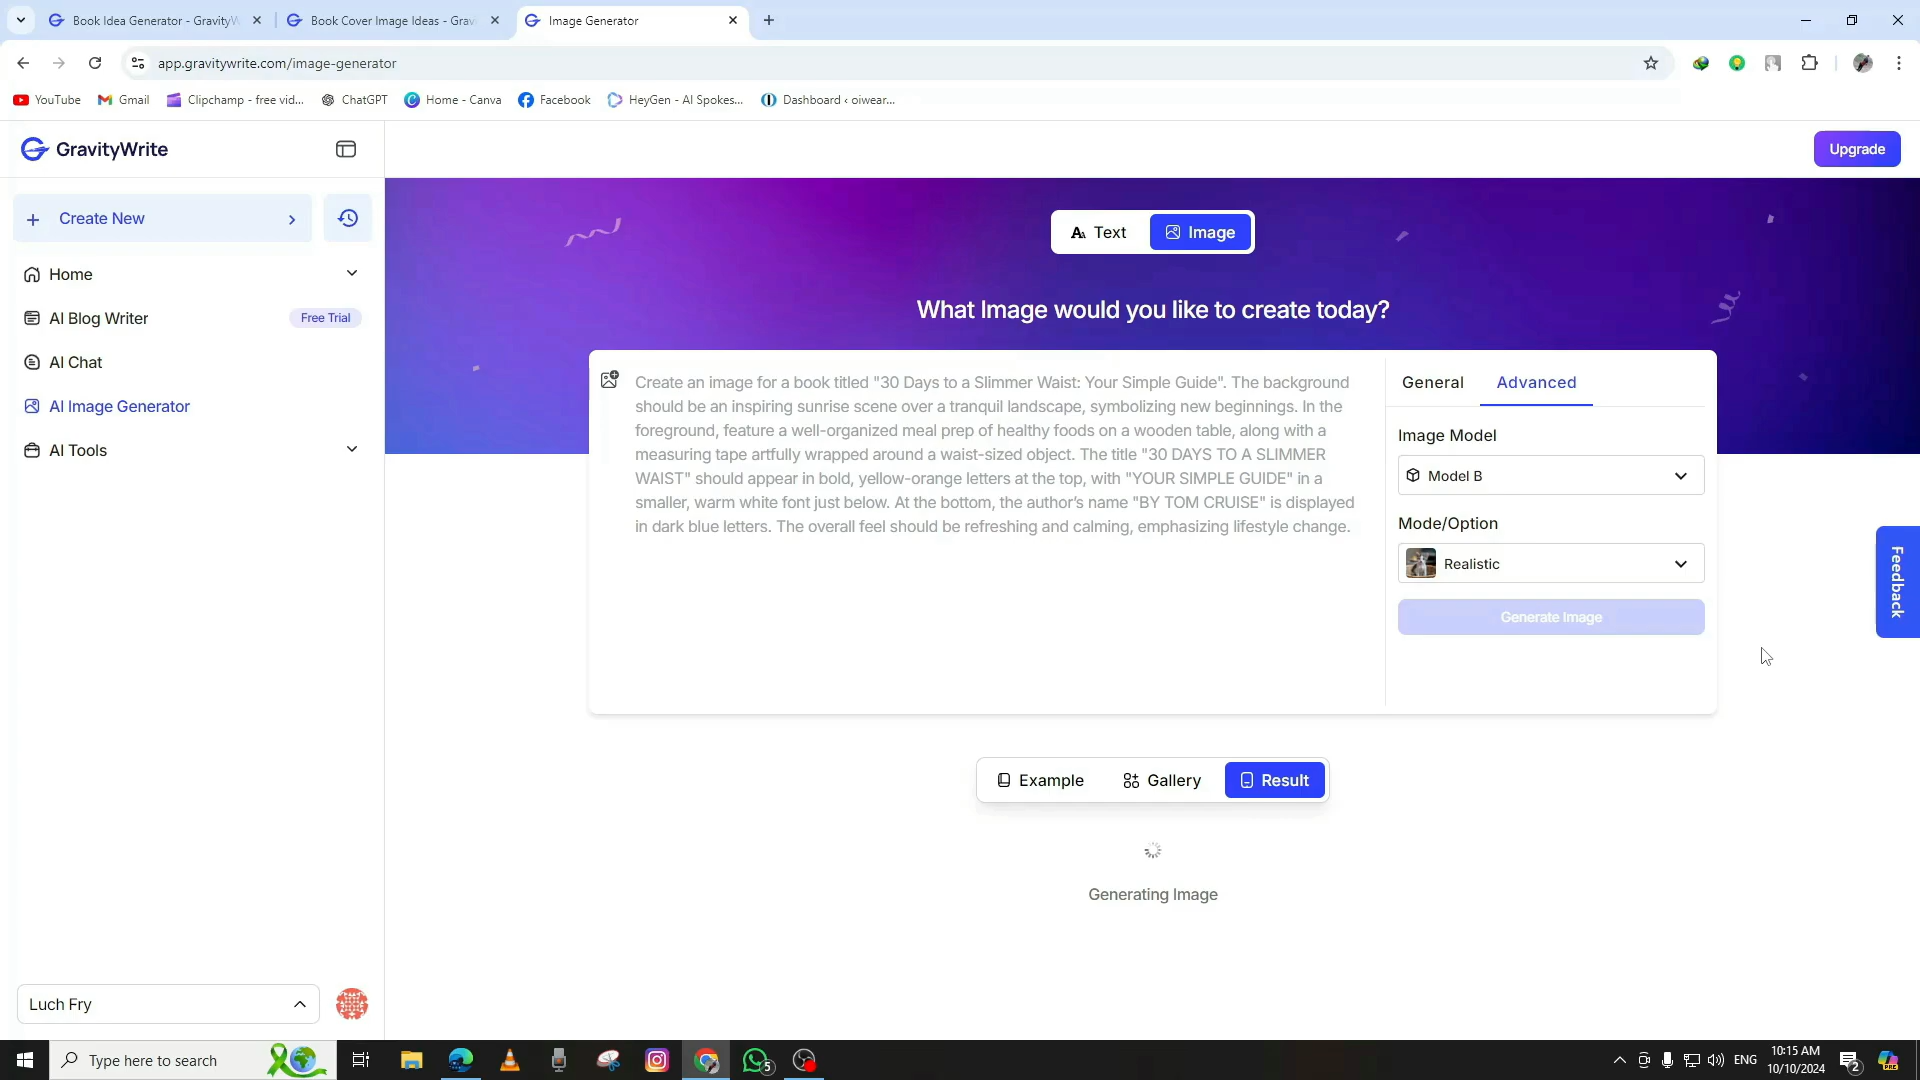 Book Idea Generator - GravityW
Book Cover Image Ideas - Grav
Image Generator
app.gravitywrite.com/image-generator
YouTube
Gmail
Clipchamp - free vid...
ChatGPT
Home - Canva
Facebook
HeyGen - AI Spokes...
Dashboard ‹ oiwear...
GravityWrite
Upgrade
Create New
Text
Image
Home
What Image would you like to create today?
AI Blog Writer
Free Trial
AI Chat
AI Image Generator
AI Tools
Create an image for a book titled "30 Days to a Slimmer Waist: Your Simple Guide". The background
should be an inspiring sunrise scene over a tranquil landscape, symbolizing new beginnings. In the
foreground, feature a well-organized meal prep of healthy foods on a wooden table, along with a
measuring tape artfully wrapped around a waist-sized object. The title "30 DAYS TO A SLIMMER
WAIST" should appear in bold, yellow-orange letters at the top, with "YOUR SIMPLE GUIDE" in a
smaller, warm white font just below. At the bottom, the author's name "BY TOM CRUISE" is displayed
in dark blue letters. The overall feel should be refreshing and calming, emphasizing lifestyle change.
General
Advanced
Image Model
Model B
Mode/Option
Realistic
Generate Image
Feedback
Example
Gallery
Result
Generating Image
Luch Fry
Type here to search
5
ENG
10:15 AM
10/10/2024
2
PRE